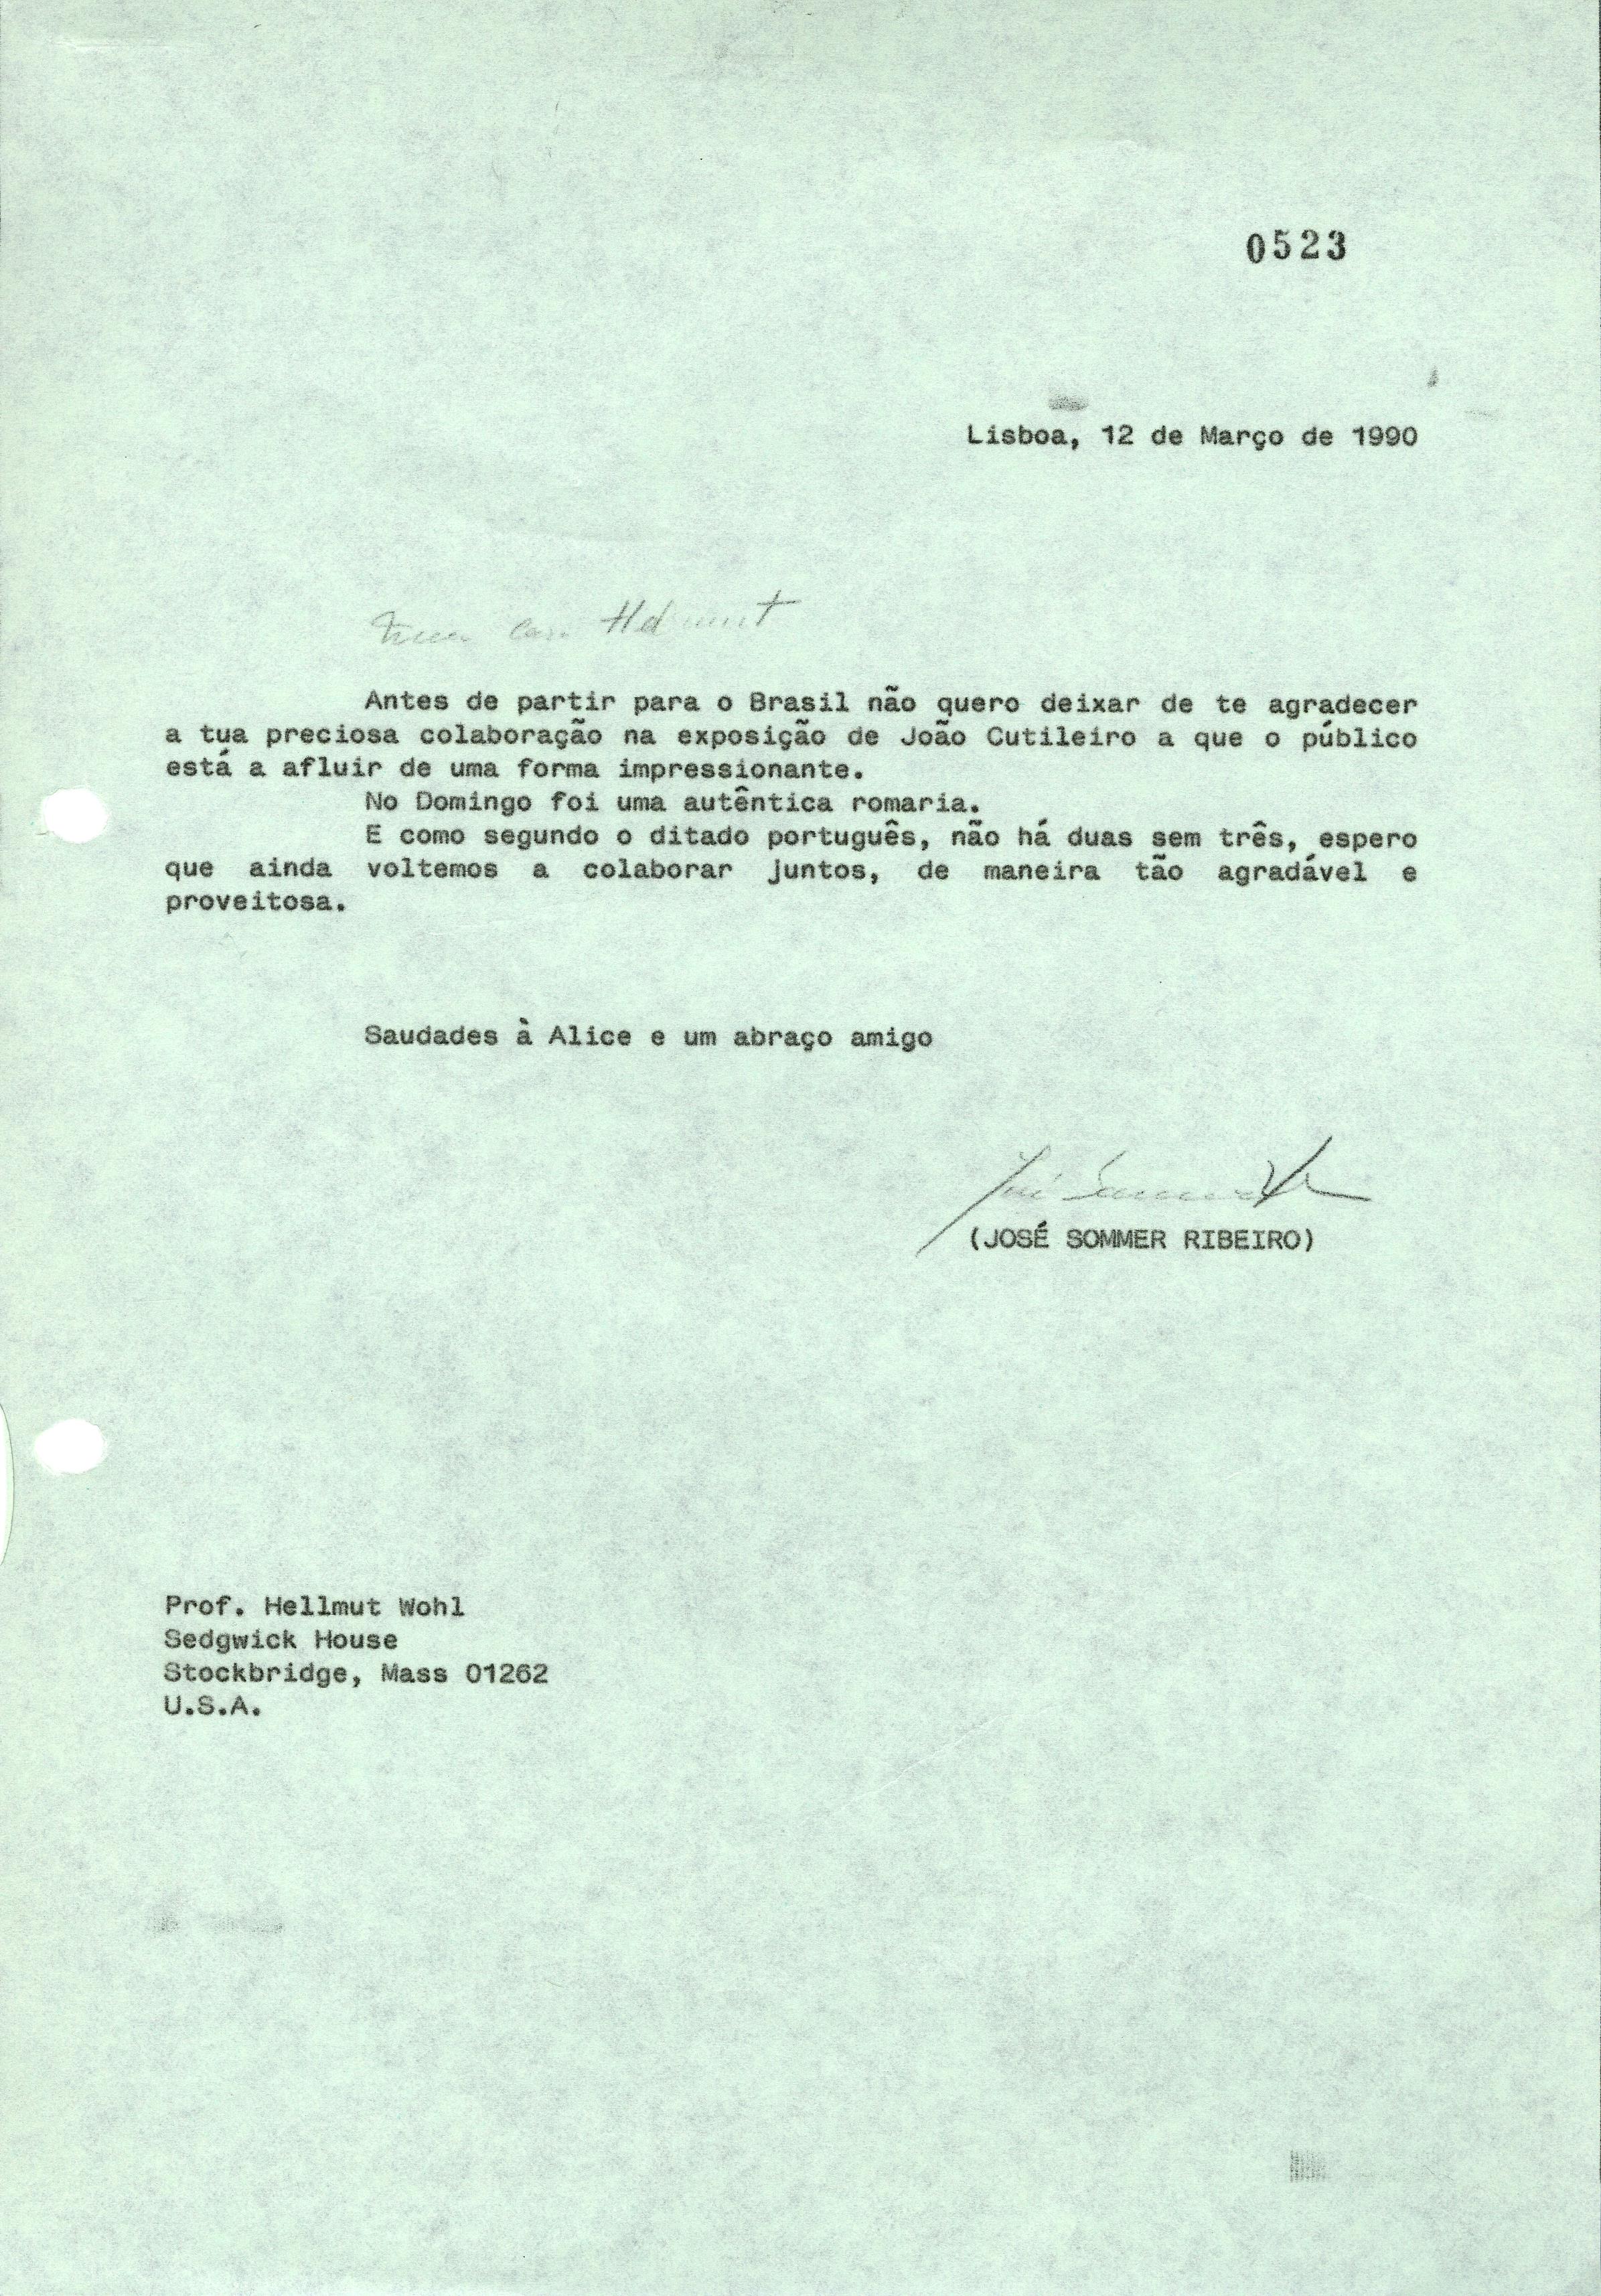 0523
Lisboa, 12 de Março de 1990
Helmut
Antes de partir para o Brasil não quero deixar de te agradecer
a tua preciosa colaboração na exposição de João Cutileiro a que o público
está a afluir de uma forma impressionante.
No Domingo foi uma autêntica romaria.
E como segundo o ditado português, não há duas sem três, espero
que ainda voltemos a colaborar juntos, de maneira tão agradável e
proveitosa.
Saudades à Alice e um abraço amigo
José Sommer
(JOSÉ SOMMER RIBEIRO)
Prof. Hellmut Wohl
Sedgwick House
Stockbridge, Mass 01262
U.S.A.